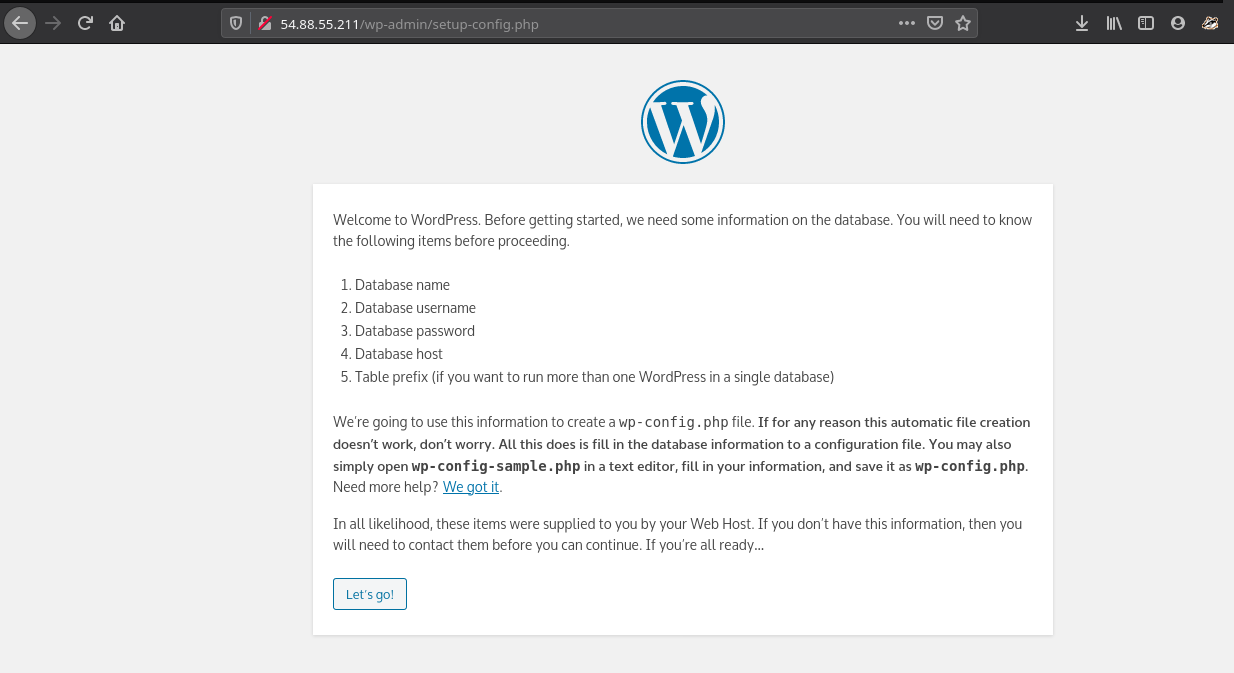 54.88.55.211/wp-admin/setup-config.php
Welcome to WordPress. Before getting started, we need some information on the database. You will need to know
the following items before proceeding.
1. Database name
2. Database username
3. Database password
4. Database host
5. Table prefix (if you want to run more than one WordPress in a single database)
We’re going to use this information to create a wp-config.php file. If for any reason this automatic file creation
doesn’t work, don’t worry. All this does is fill in the database information to a configuration file. You may also
simply open wp-config-sample.php in a text editor, fill in your information, and save it as wp-config.php.
Need more help? We got it.
In all likelihood, these items were supplied to you by your Web Host. If you don’t have this information, then you
will need to contact them before you can continue. If you’re all ready…
Let’s go!